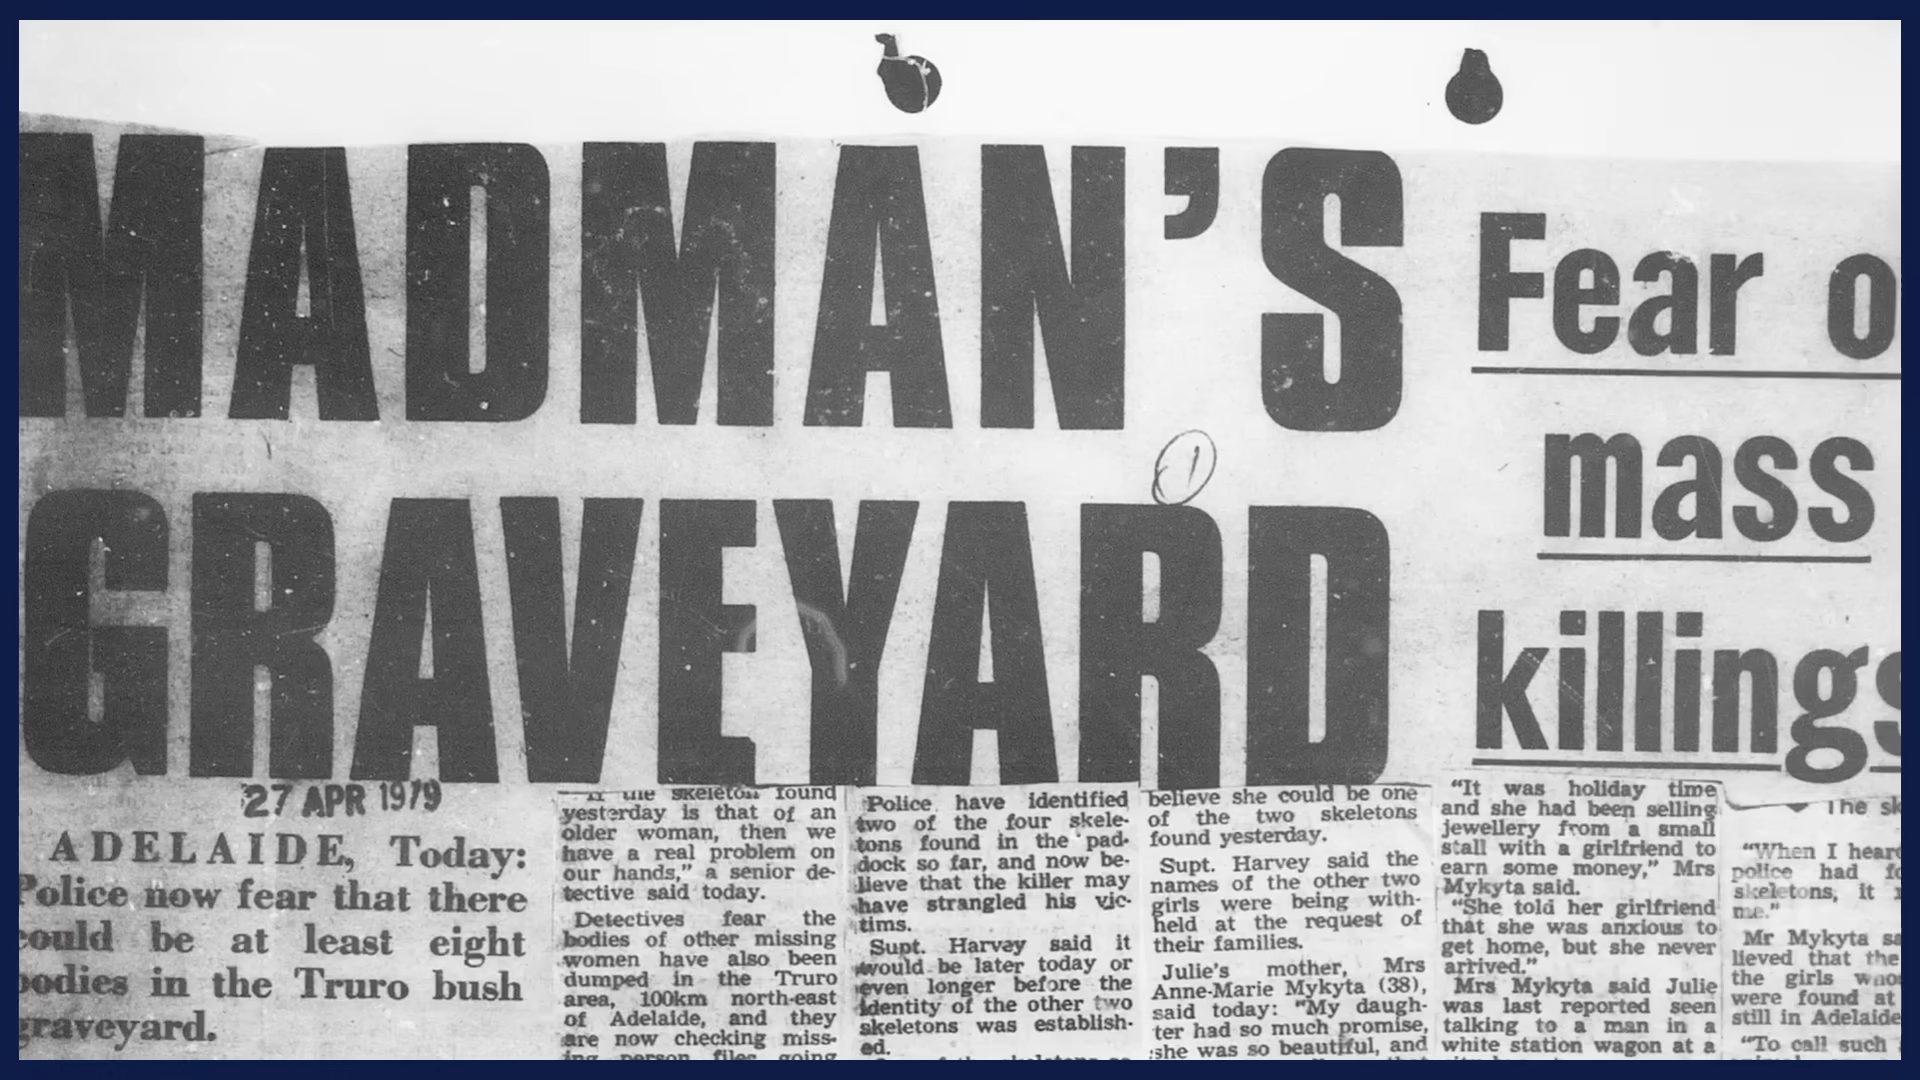 MADMAN'S
GRAVEYARD
Fear o
mass
killings
1
27 APR 1979
ADELAIDE, Today:
Police now fear that there
could be at least eight
bodies in the Truro bush
graveyard.
If the skeleton found
yesterday is that of an
older woman, then we
have a real problem on
our hands,” a senior de-
tective said today.
Detectives fear the
bodies of other missing
women have also been
dumped in the Truro
area, 100km north-east
of Adelaide, and they
are now checking miss-
ing person files going
Police have identified
two of the four skele-
tons found in the pad-
dock so far, and now be-
lieve that the killer may
have strangled his vic-
tims.
Supt. Harvey said it
would be later today or
even longer before the
identity of the other two
skeletons was establish-
ed.
believe she could be one
of the two skeletons
found yesterday.
Supt. Harvey said the
names of the other two
girls were being with-
held at the request of
their families.
Julie's mother, Mrs
Anne-Marie Mykyta (38),
said today: “My daugh-
ter had so much promise,
she was so beautiful, and
“It was holiday time
and she had been selling
jewellery from a small
stall with a girlfriend to
earn some money,” Mrs
Mykyta said.
“She told her girlfriend
that she was anxious to
get home, but she never
arrived.”
Mrs Mykyta said Julie
was last reported seen
talking to a man in a
white station wagon at a
The sk
“When I hear
police had fo
skeletons, it
me.”
Mr Mykyta sa
lieved that the
the girls
were found at
still in Adelaide
“To call such